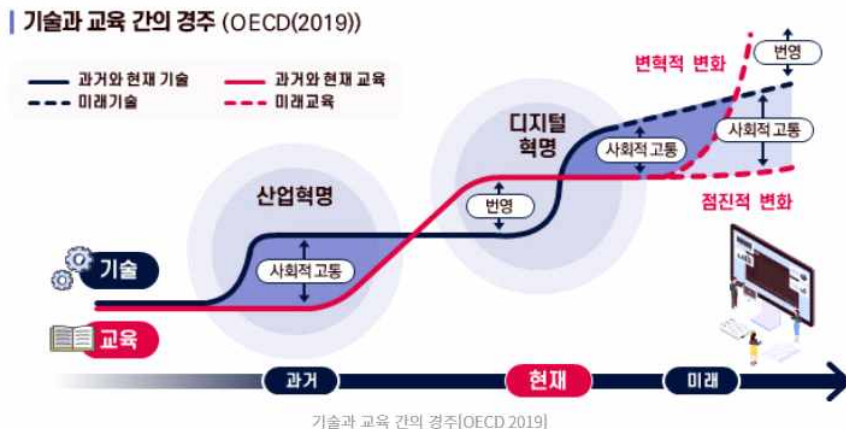 기술과 교육 간의 경주 (OECD(2019))
과거와 현재 기술
과거와 현재 교육
미래기술
미래교육
변혁적 변화
번영
디지털
혁명
사회적 고통
사회적 고통
산업혁명
번영
점진적 변화
기술
사회적 고통
교육
과거
현재
미래
기술과 교육 간의 경주[OECD 2019]